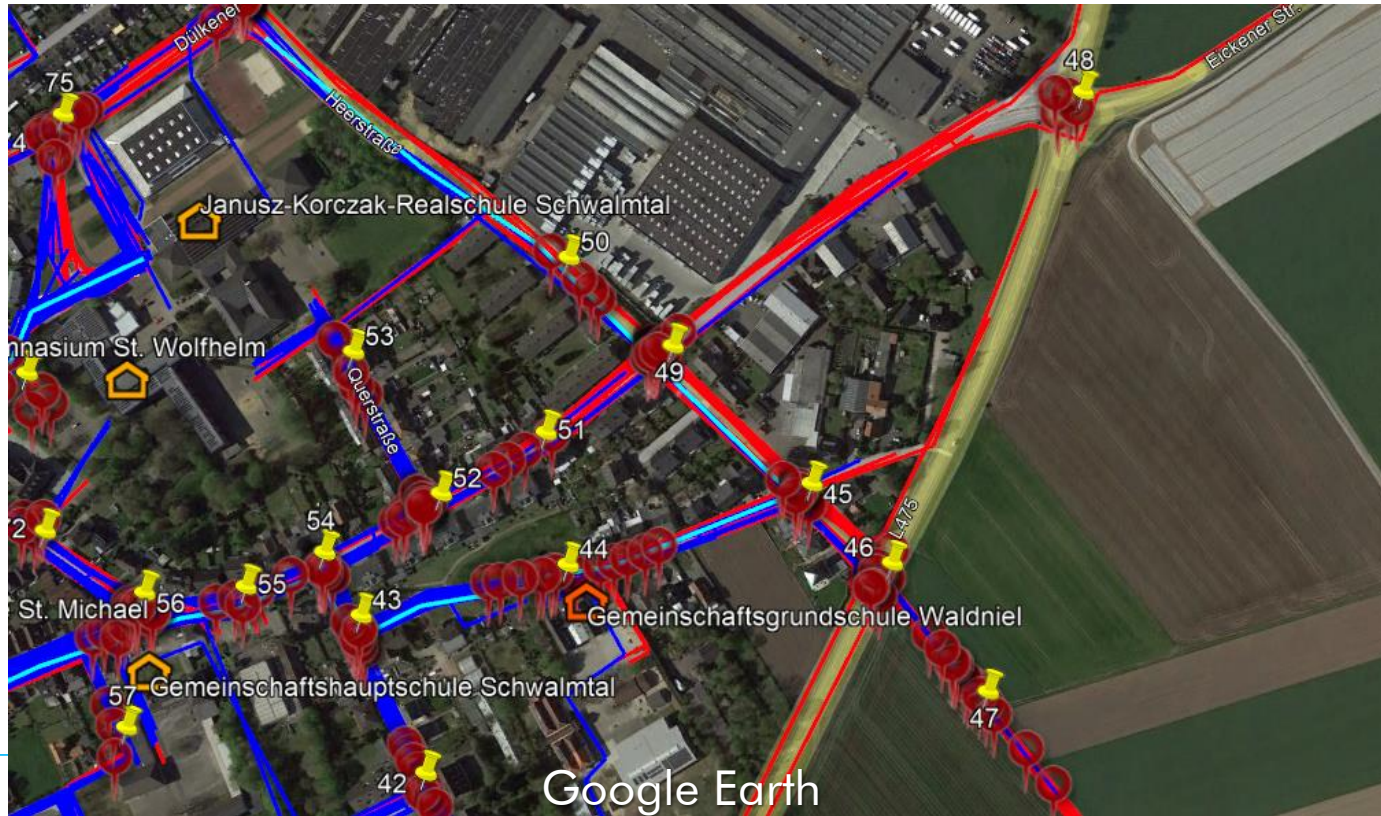 Dülkener
Eickener Str.
48
75
4
Heerstraße
Janusz-Korczak-Realschule Schwalmtal
50
53
nnasium St. Wolfhelm
49
Querstraße
51
52
45
L475
72
54
44
46
55
43
56
St. Michael
Gemeinschaftsgrundschule Waldniel
Gemeinschaftshauptschule Schwalmtal
57
47
42
Google Earth